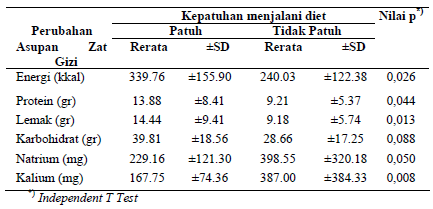 Perubahan Asupan Zat Gizi Kepatuhan menjalani diet Nilai p*)
Patuh Tidak Patuh
Rerata ±SD Rerata ±SD
Energi (kkal) 339.76 ±155.90 240.03 ±122.38 0,026
Protein (gr) 13.88 ±8.41 9.21 ±5.37 0,044
Lemak (gr) 14.44 ±9.41 9.18 ±5.74 0,013
Karbohidrat (gr) 39.81 ±18.56 28.66 ±17.25 0,088
Natrium (mg) 229.16 ±121.30 398.55 ±320.18 0,050
Kalium (mg) 167.75 ±74.36 387.00 ±384.33 0,008
*) Independent T Test